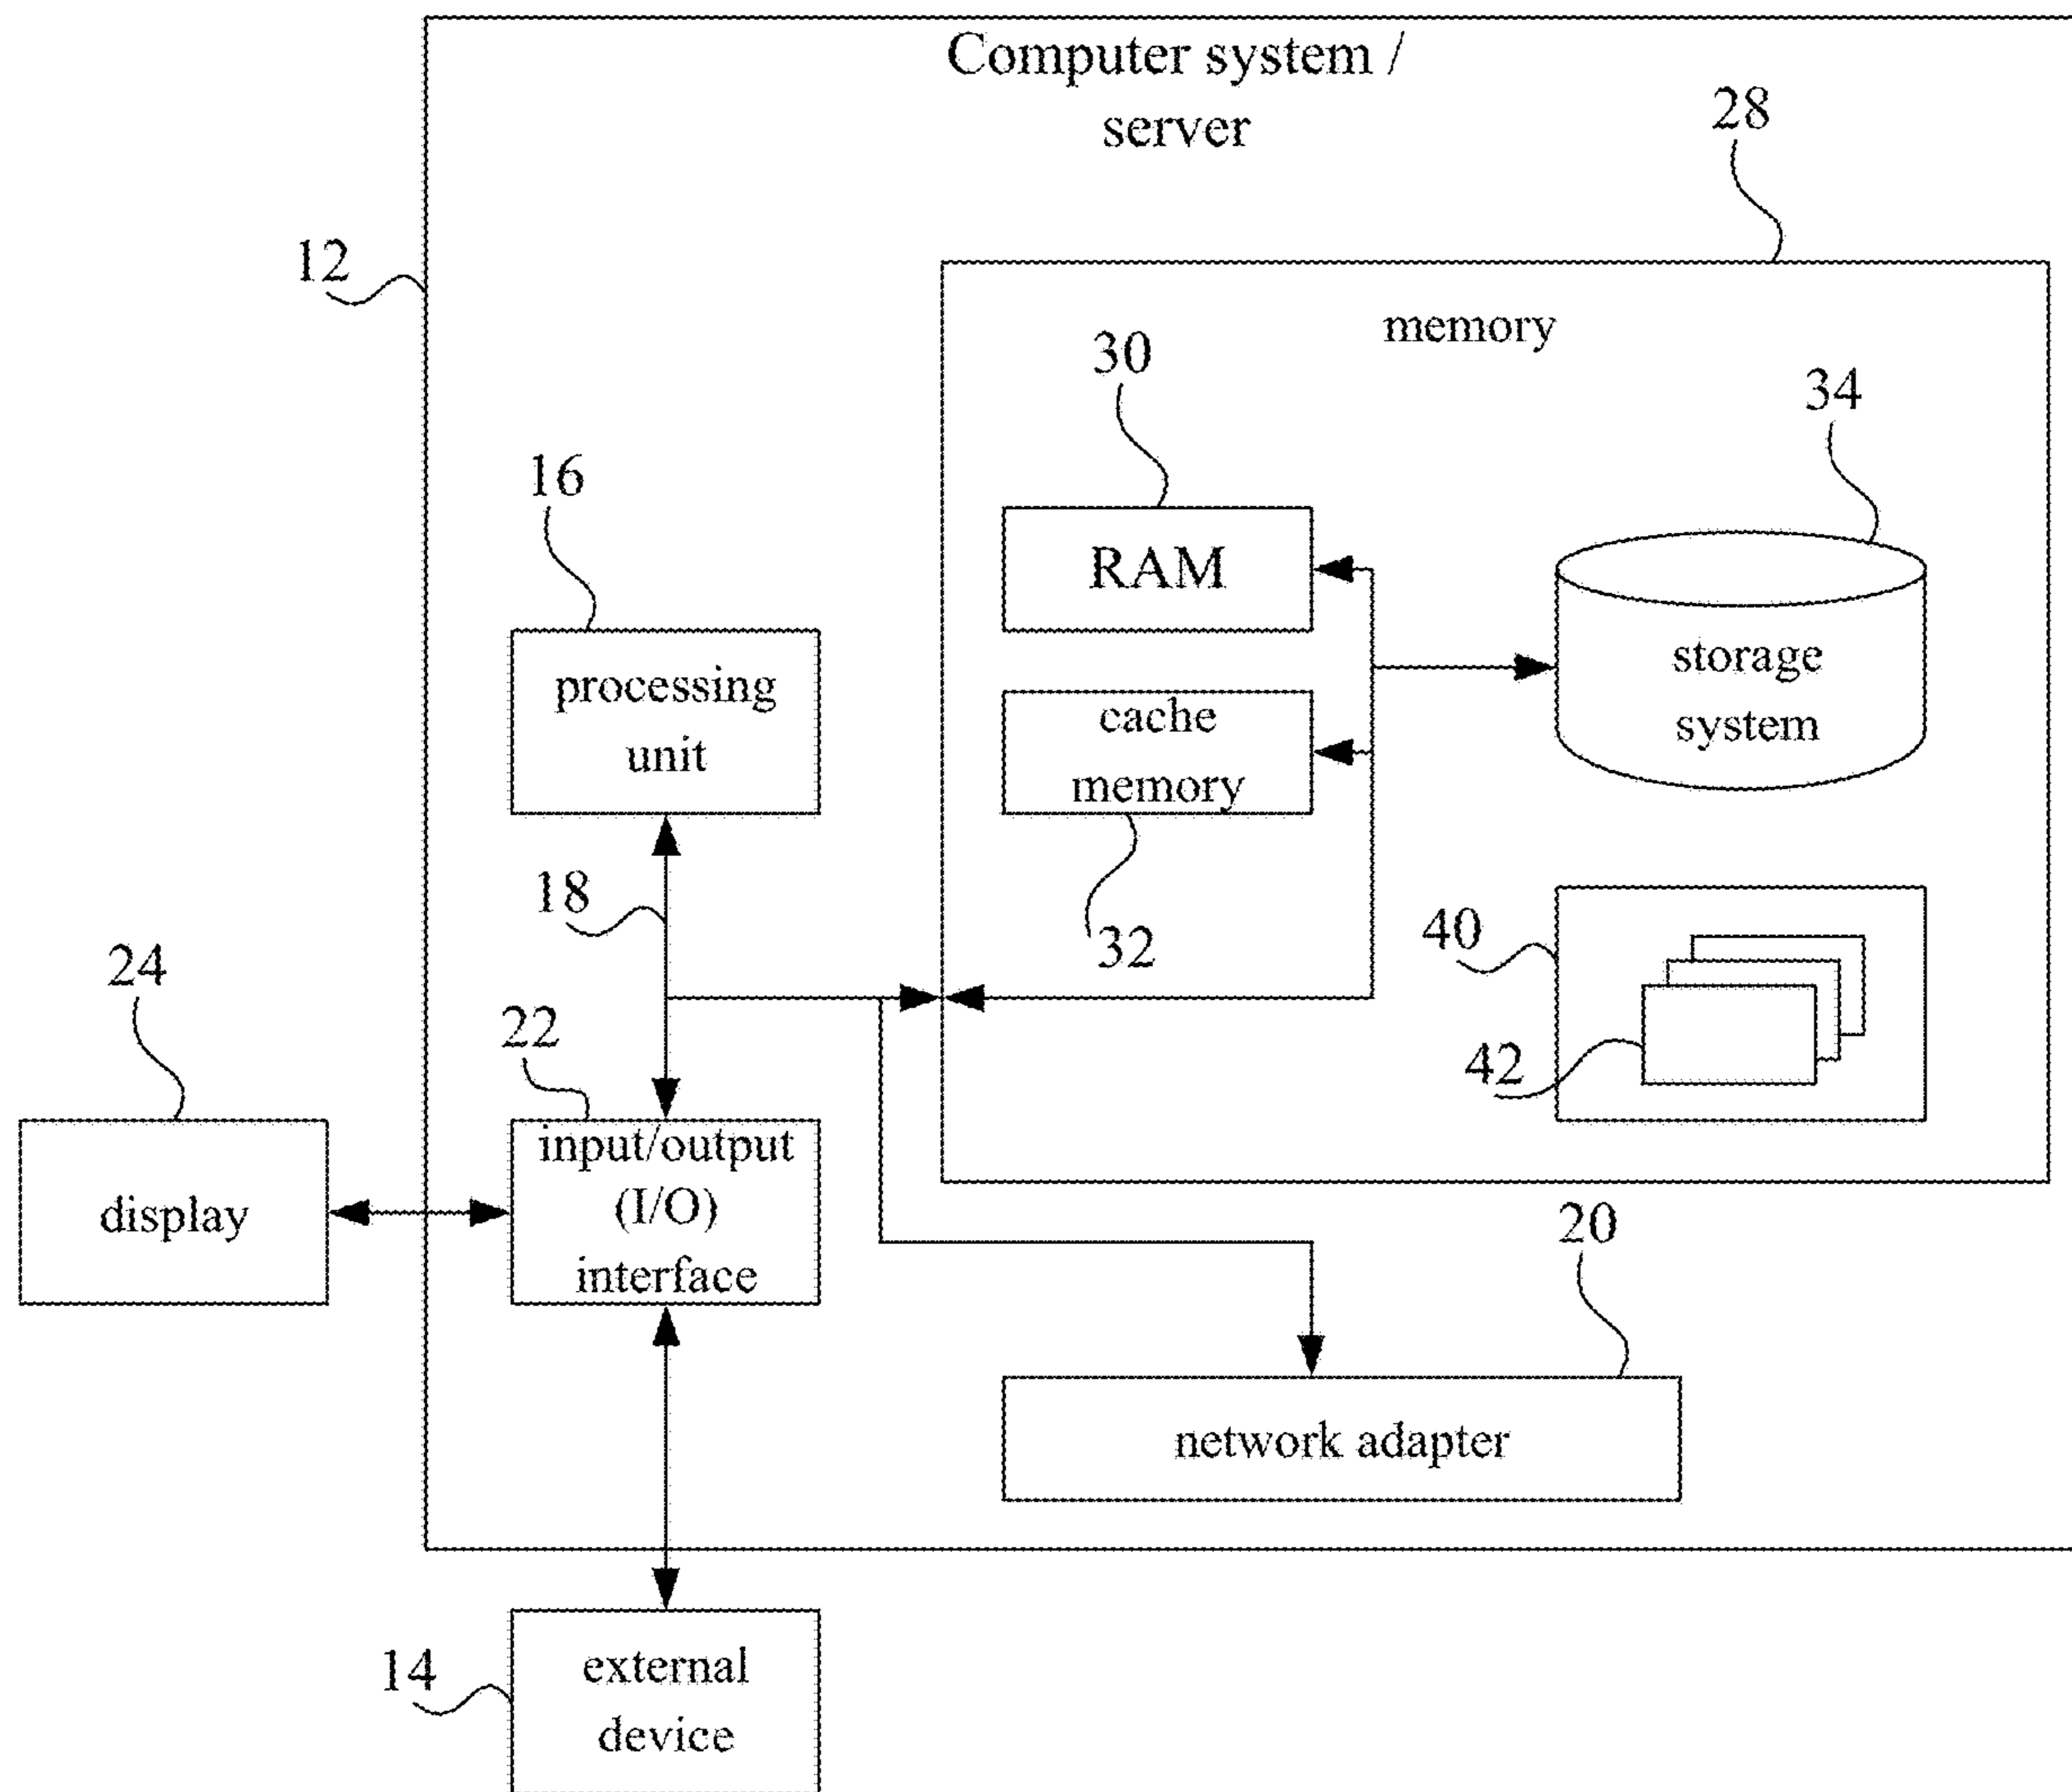 Computer system /
server
28
12
memory
30
34
16
RAM
storage
system
processing
unit
cache
memory
18
32
40
24
22
42
display
input/output
(I/O)
interface
20
network adapter
14
external
device